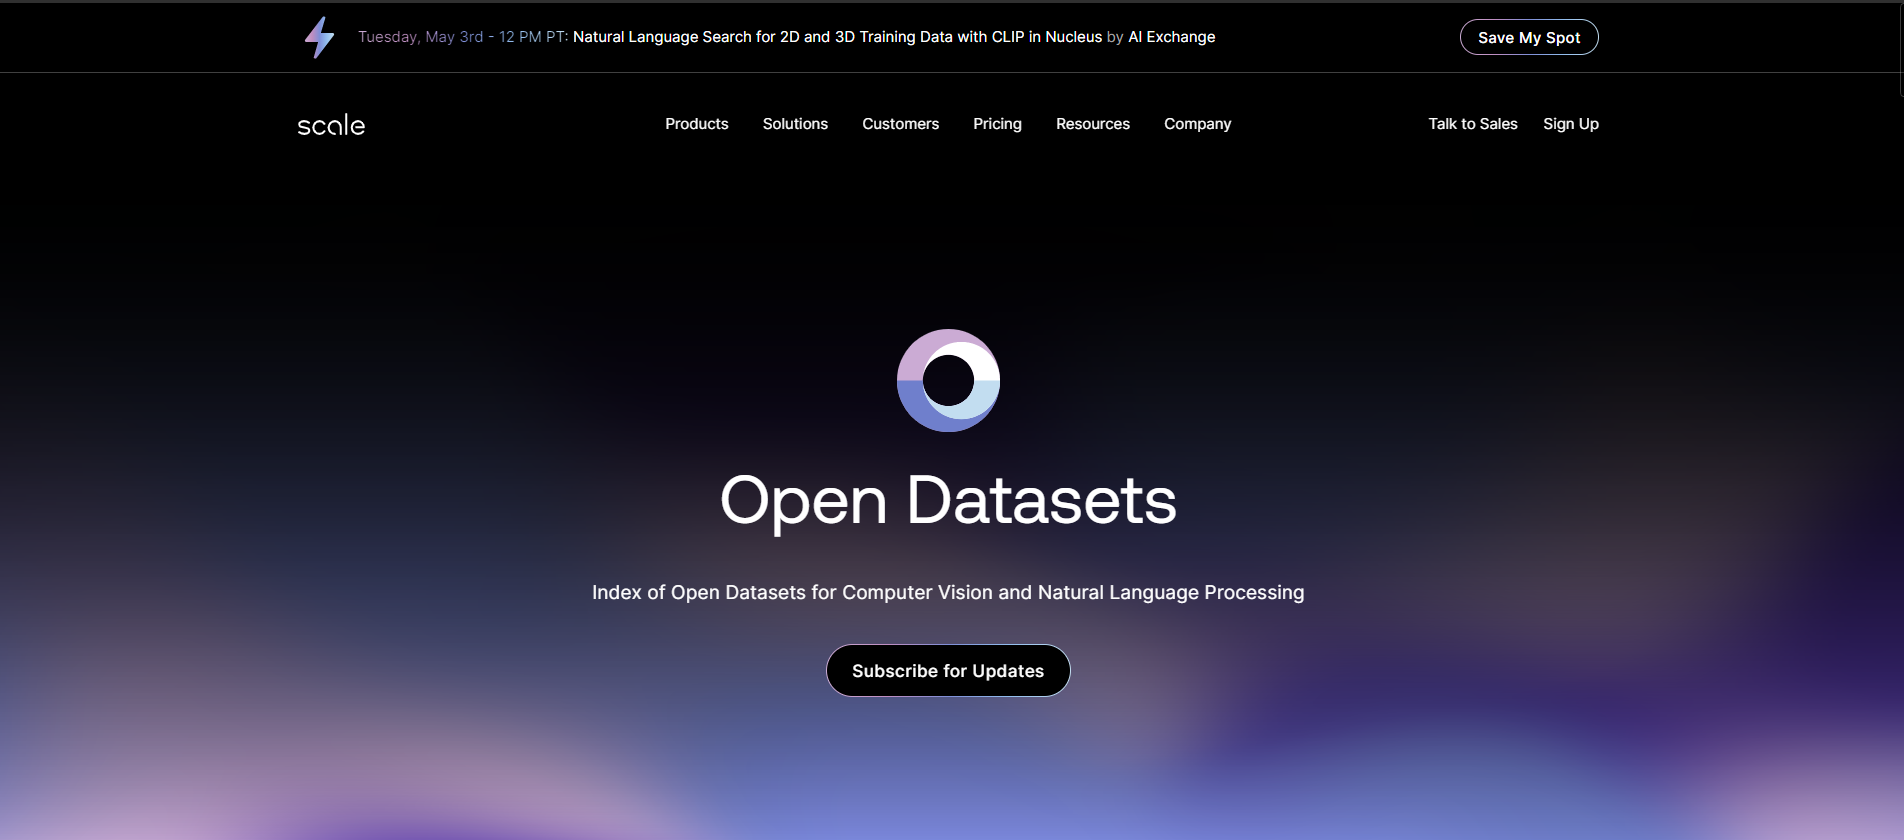 Tuesday, May 3rd - 12 PM PT: Natural Language Search for 2D and 3D Training Data with CLIP in Nucleus by AI Exchange
Save My Spot
scale
Products Solutions Customers Pricing Resources Company
Talk to Sales Sign Up
Open Datasets
Index of Open Datasets for Computer Vision and Natural Language Processing
Subscribe for Updates